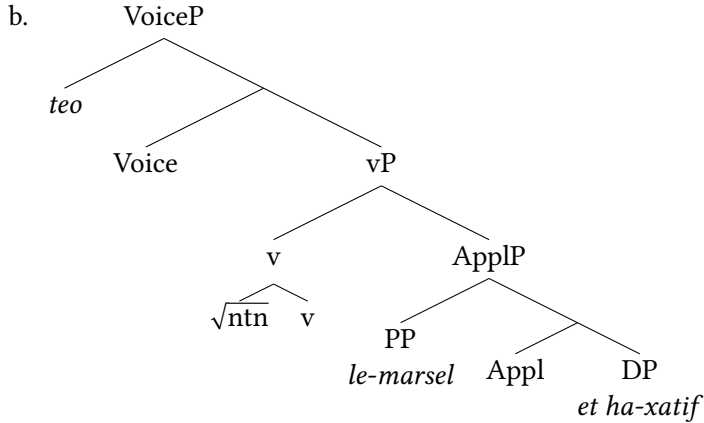 b. VoiceP
teo
Voice vP
v ApplP
√ntn v
PP
le-marsel Appl DP
et ha-xatif